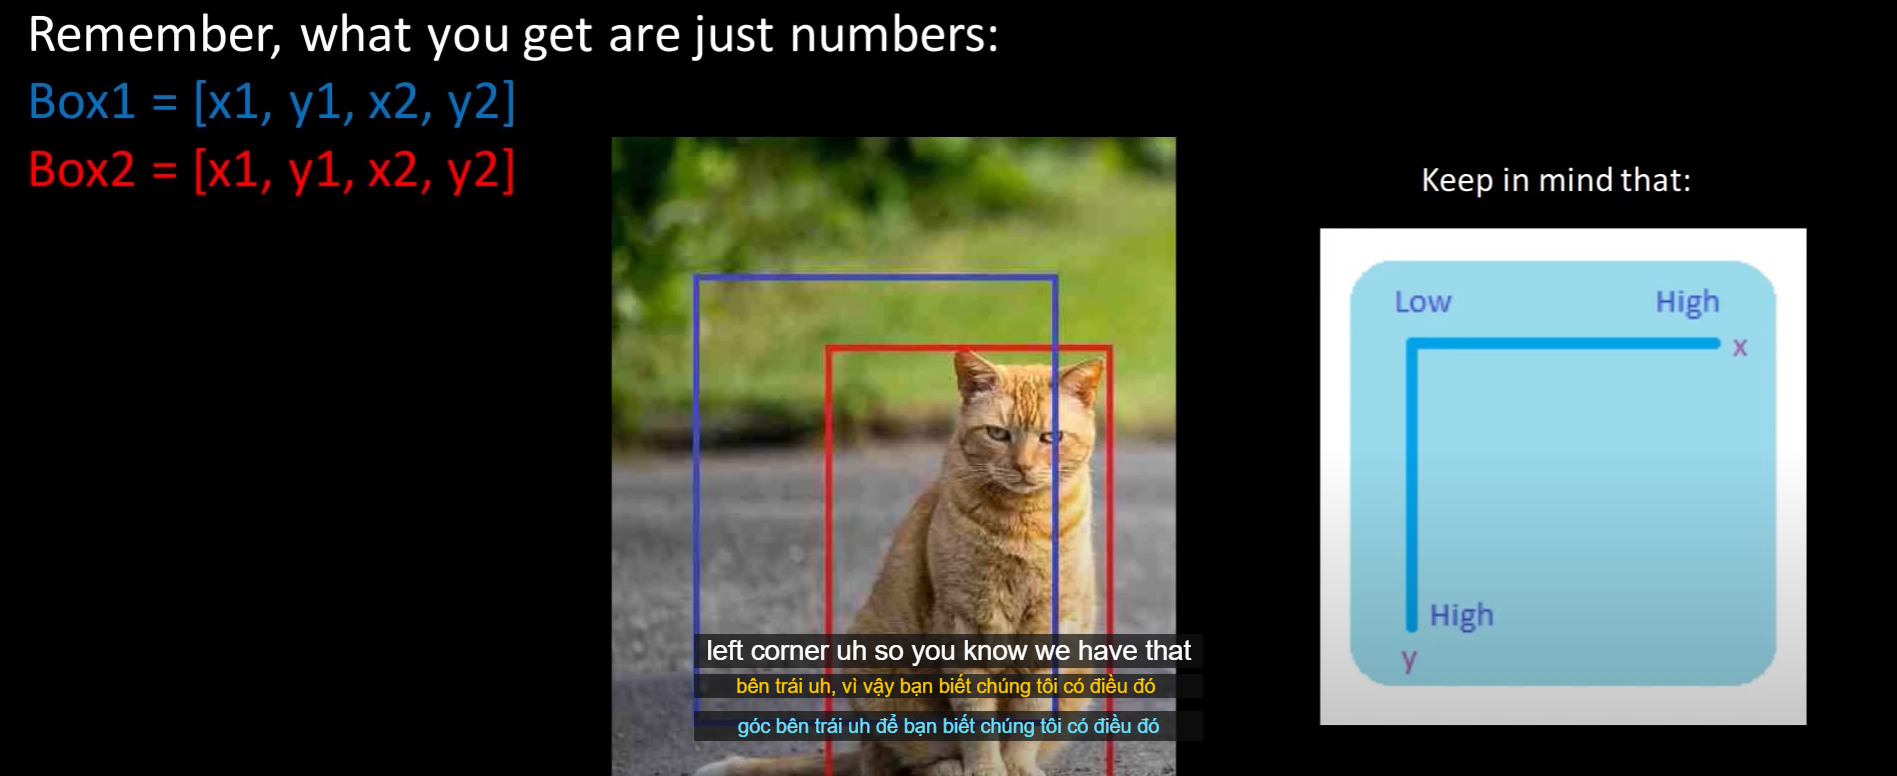 Remember, what you get are just numbers:
Box1 = [x1, y1, x2, y2]
Box2 = [x1, y1, x2, y2]
Keep in mind that:
Low High
x
High
y
left corner uh so you know we have that
bên trái uh, vì vậy bạn biết chúng tôi có điều đó
góc bên trái uh để bạn biết chúng tôi có điều đó